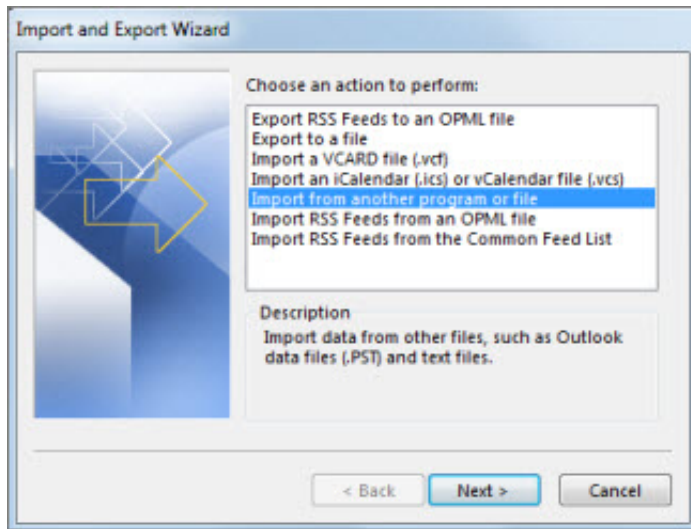 Import and Export Wizard
Choose an action to perform:
Export RSS Feeds to an OPML file
Export to a file
Import a VCARD file (.vcf)
Import an iCalendar (.ics) or vCalendar file (.vcs)
Import from another program or file
Import RSS Feeds from an OPML file
Import RSS Feeds from the Common Feed List
Description
Import data from other files, such as Outlook
data files (.PST) and text files.
< Back
Next >
Cancel